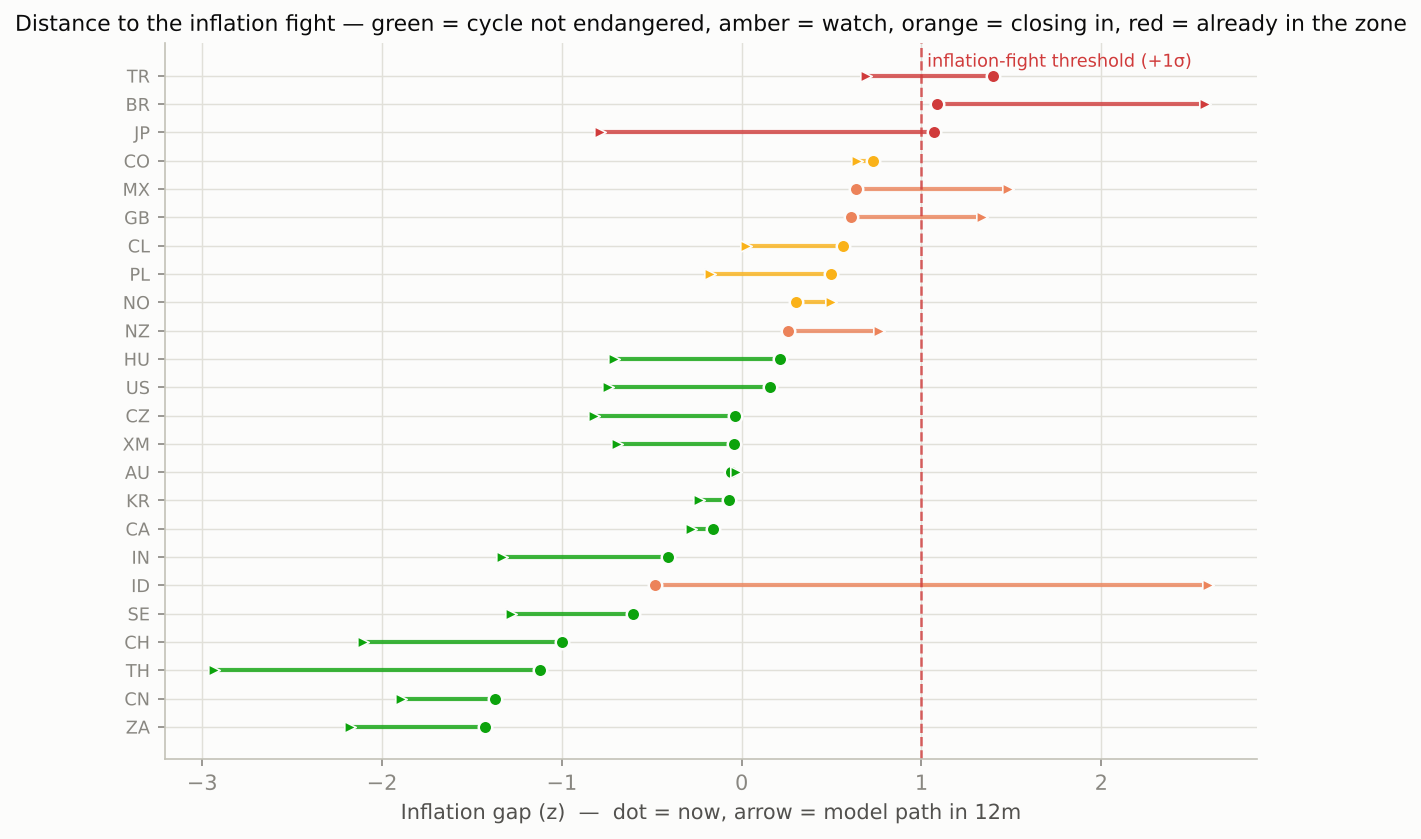 Distance to the inflation fight — green = cycle not endangered, amber = watch, orange = closing in, red = already in the zone
inflation-fight threshold (+1σ)
TR
BR
JP
CO
MX
GB
CL
PL
NO
NZ
HU
US
CZ
XM
AU
KR
CA
IN
ID
SE
CH
TH
CN
ZA
−3 −2 −1 0 1 2
Inflation gap (z) — dot = now, arrow = model path in 12m